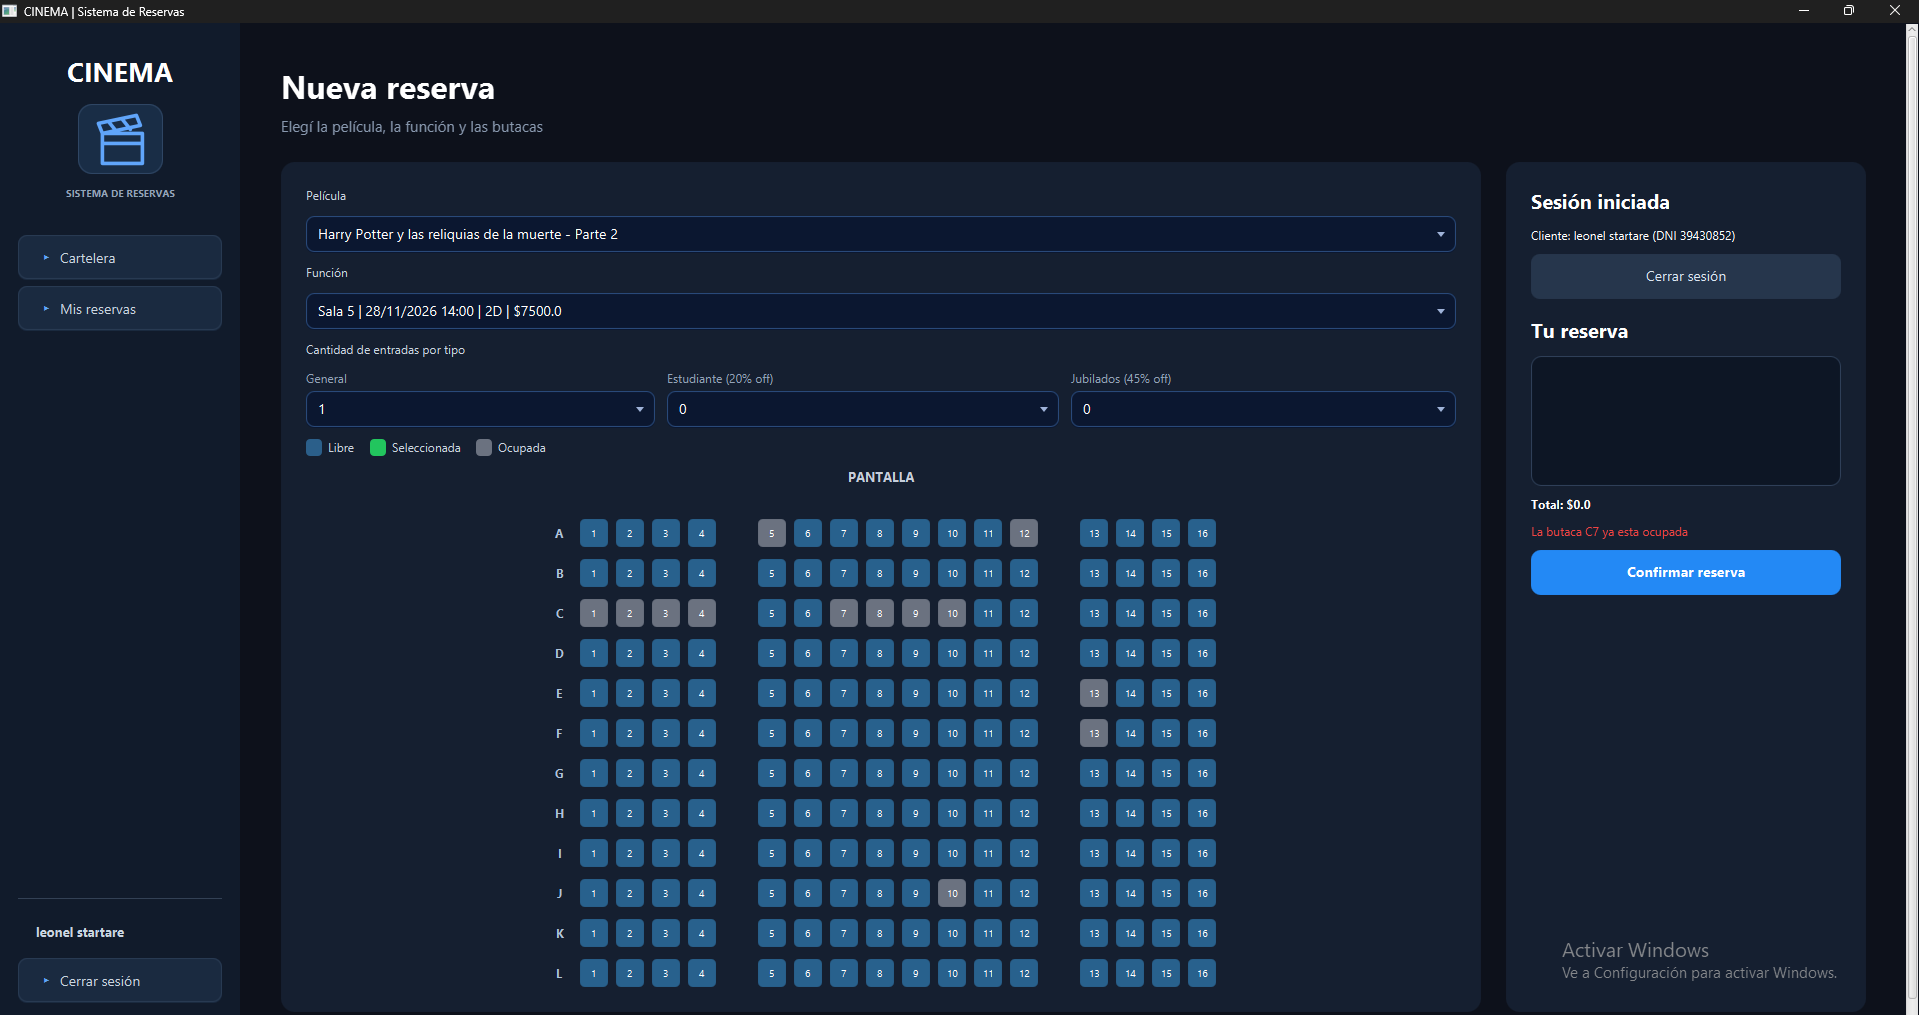 CINEMA | Sistema de Reservas
CINEMA
SISTEMA DE RESERVAS
Cartelera
Mis reservas
leonel startare
Cerrar sesión
Nueva reserva
Elegí la película, la función y las butacas
Película
Harry Potter y las reliquias de la muerte - Parte 2
Función
Sala 5 | 28/11/2026 14:00 | 2D | $7500.0
Cantidad de entradas por tipo
General Estudiante (20% off) Jubilados (45% off)
1 0 0
Libre Seleccionada Ocupada
PANTALLA
A 1 2 3 4 5 6 7 8 9 10 11 12 13 14 15 16
B 1 2 3 4 5 6 7 8 9 10 11 12 13 14 15 16
C 1 2 3 4 5 6 7 8 9 10 11 12 13 14 15 16
D 1 2 3 4 5 6 7 8 9 10 11 12 13 14 15 16
E 1 2 3 4 5 6 7 8 9 10 11 12 13 14 15 16
F 1 2 3 4 5 6 7 8 9 10 11 12 13 14 15 16
G 1 2 3 4 5 6 7 8 9 10 11 12 13 14 15 16
H 1 2 3 4 5 6 7 8 9 10 11 12 13 14 15 16
I 1 2 3 4 5 6 7 8 9 10 11 12 13 14 15 16
J 1 2 3 4 5 6 7 8 9 10 11 12 13 14 15 16
K 1 2 3 4 5 6 7 8 9 10 11 12 13 14 15 16
L 1 2 3 4 5 6 7 8 9 10 11 12 13 14 15 16
Sesión iniciada
Cliente: leonel startare (DNI 39430852)
Cerrar sesión
Tu reserva
Total: $0.0
La butaca C7 ya esta ocupada
Confirmar reserva
Activar Windows
Ve a Configuración para activar Windows.